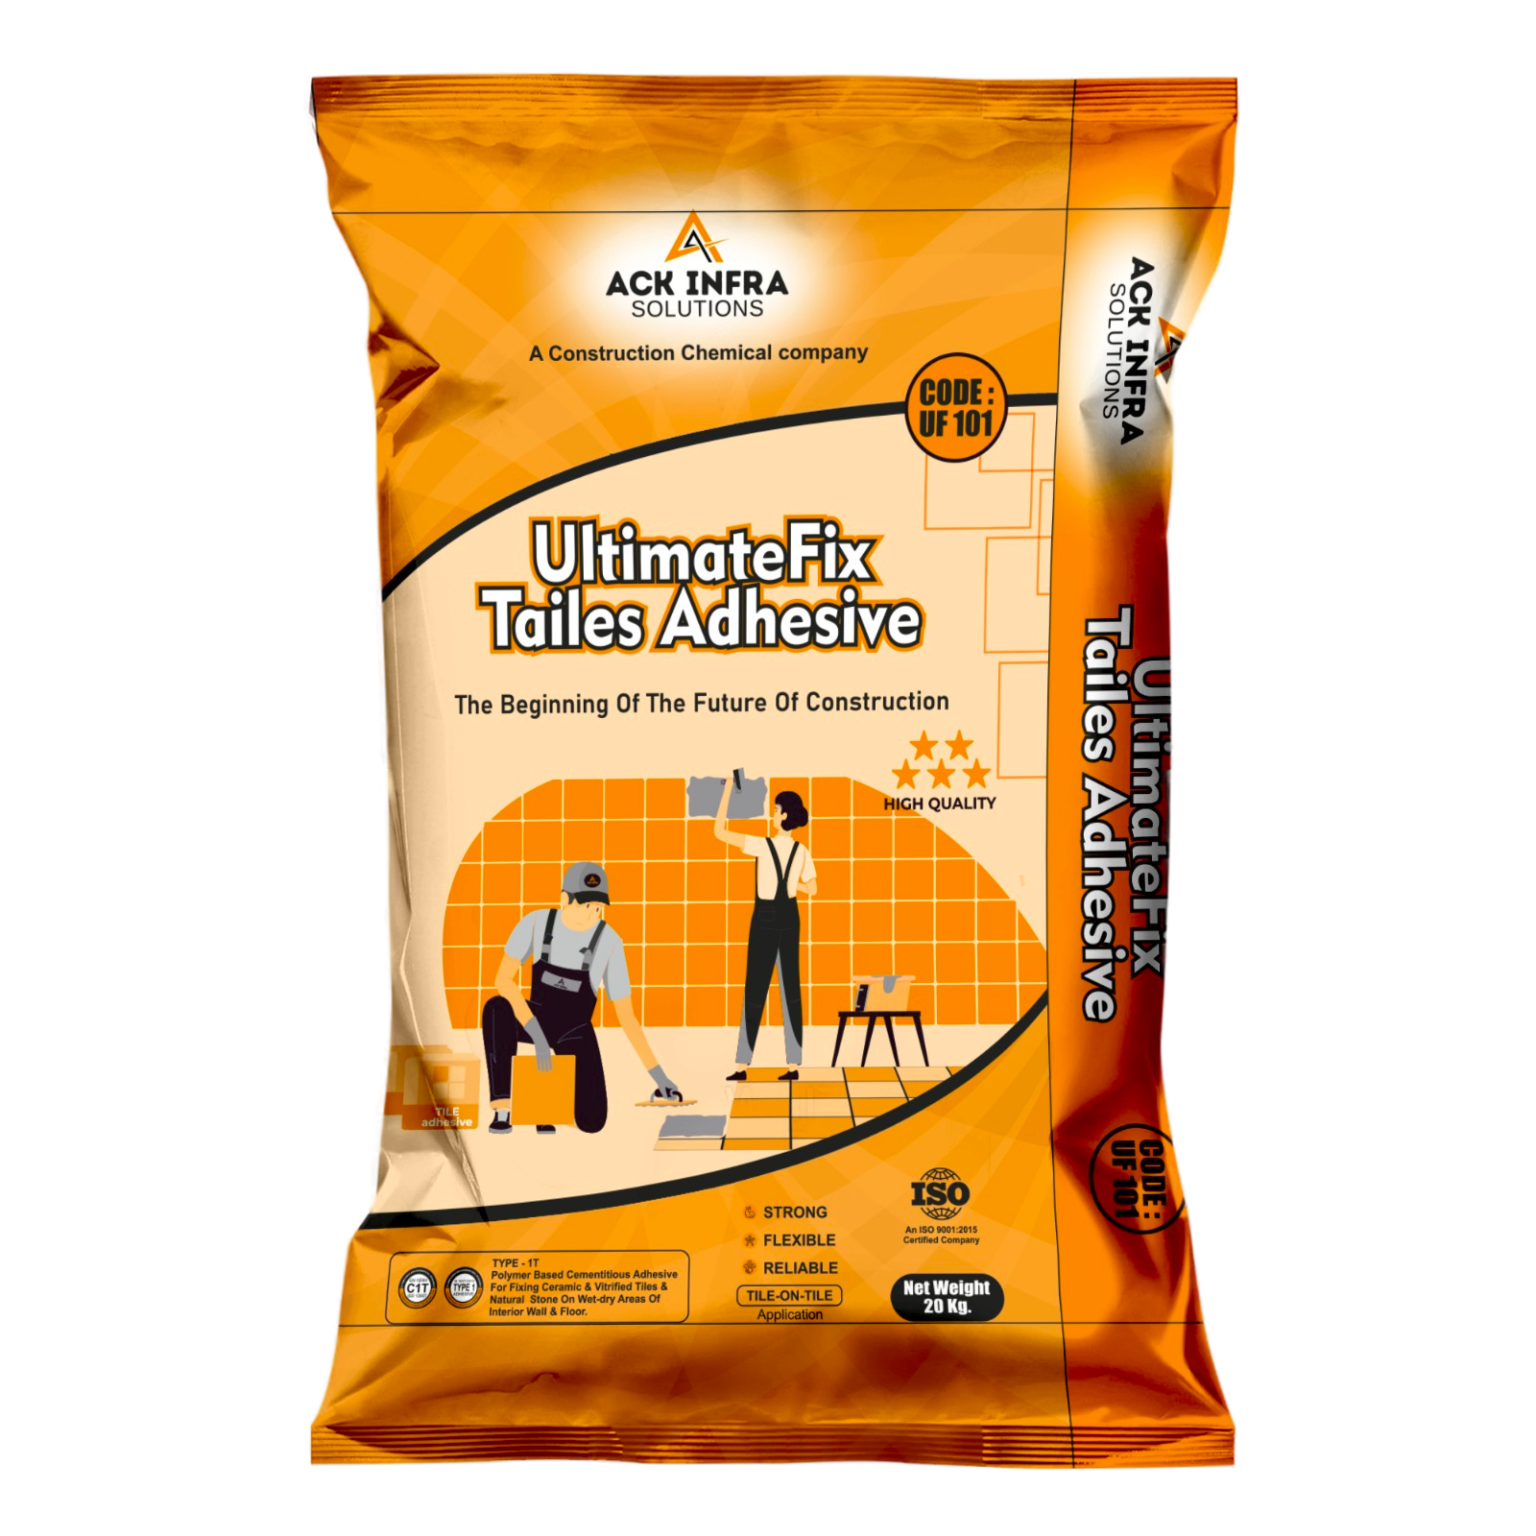 ACK INFRA
SOLUTIONS
A Construction Chemical company
CODE :
UF 101
UltimateFix
Tailes Adhesive
The Beginning Of The Future Of Construction
HIGH QUALITY
TILE
adhesive
STRONG
FLEXIBLE
RELIABLE
TILE-ON-TILE
Application
ISO
An ISO 9001:2015
Certified Company
Net Weight
20 Kg.
C1T
TYPE 1
TYPE - 1T
Polymer Based Cementitious Adhesive
For Fixing Ceramic & Vitrified Tiles &
Natural Stone On Wet-dry Areas Of
Interior Wall & Floor.
ACK INFRA
SOLUTIONS
UltimateFix
Tailes Adhesive
CODE :
UF 101